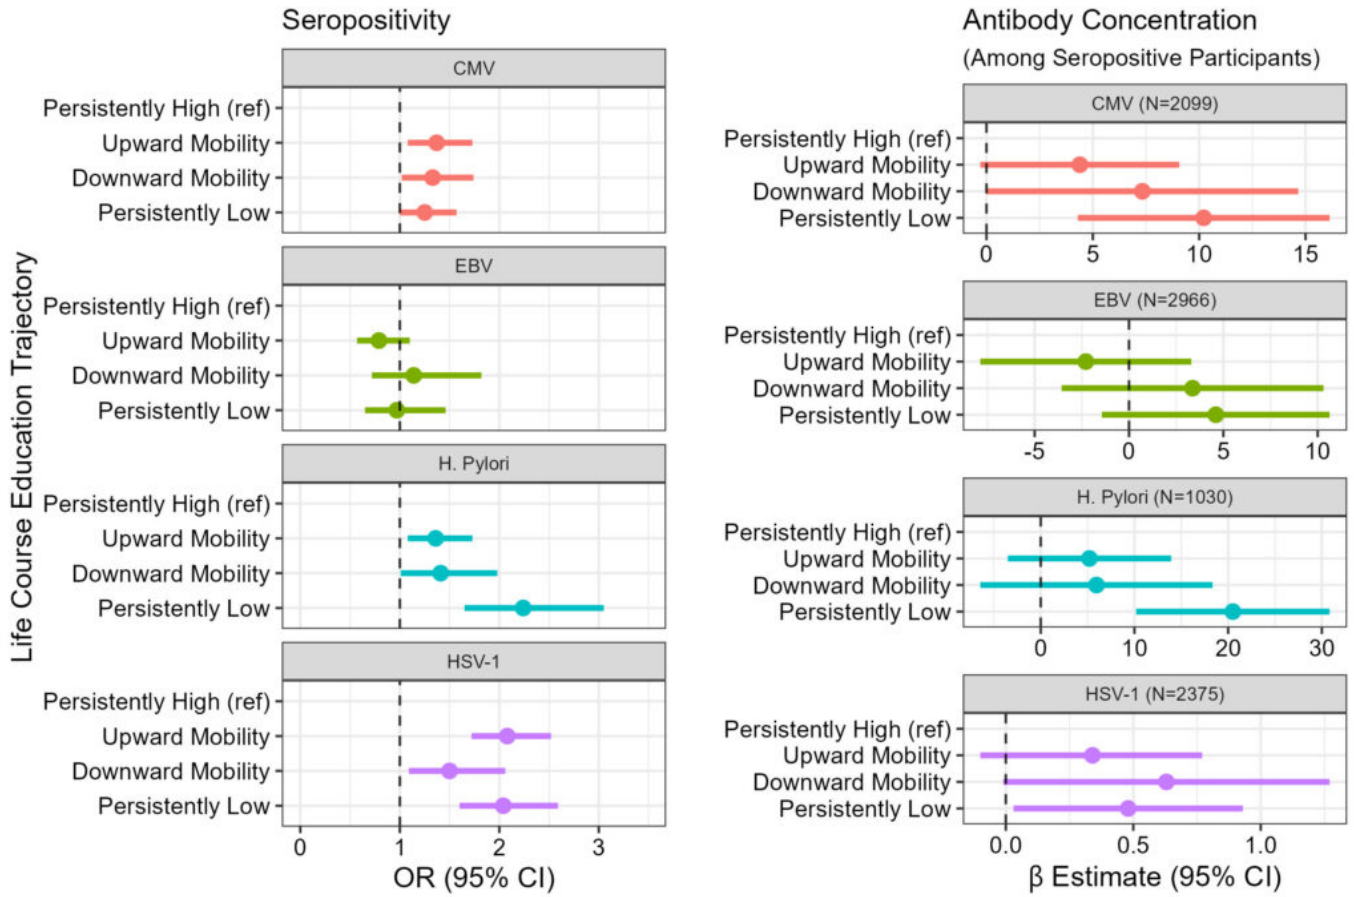 Seropositivity
CMV
Persistently High (ref)
Upward Mobility
Downward Mobility
Persistently Low
EBV
Persistently High (ref)
Upward Mobility
Downward Mobility
Persistently Low
H. Pylori
Persistently High (ref)
Upward Mobility
Downward Mobility
Persistently Low
HSV-1
Persistently High (ref)
Upward Mobility
Downward Mobility
Persistently Low
0 1 2 3
OR (95% CI)
Life Course Education Trajectory
Antibody Concentration
(Among Seropositive Participants)
CMV (N=2099)
Persistently High (ref)
Upward Mobility
Downward Mobility
Persistently Low
0 5 10 15
EBV (N=2966)
Persistently High (ref)
Upward Mobility
Downward Mobility
Persistently Low
-5 0 5 10
H. Pylori (N=1030)
Persistently High (ref)
Upward Mobility
Downward Mobility
Persistently Low
0 10 20 30
HSV-1 (N=2375)
Persistently High (ref)
Upward Mobility
Downward Mobility
Persistently Low
0.0 0.5 1.0
β Estimate (95% CI)